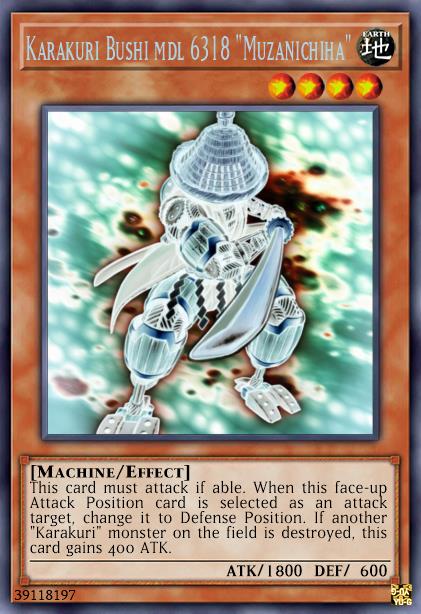 Karakuri Bushi mdl 6318 "Muzanichiha"
EARTH
地
[Machine/Effect]
This card must attack if able. When this face-up
Attack Position card is selected as an attack
target, change it to Defense Position. If another
"Karakuri" monster on the field is destroyed, this
card gains 400 ATK.
ATK/1800 DEF/ 600
39118197